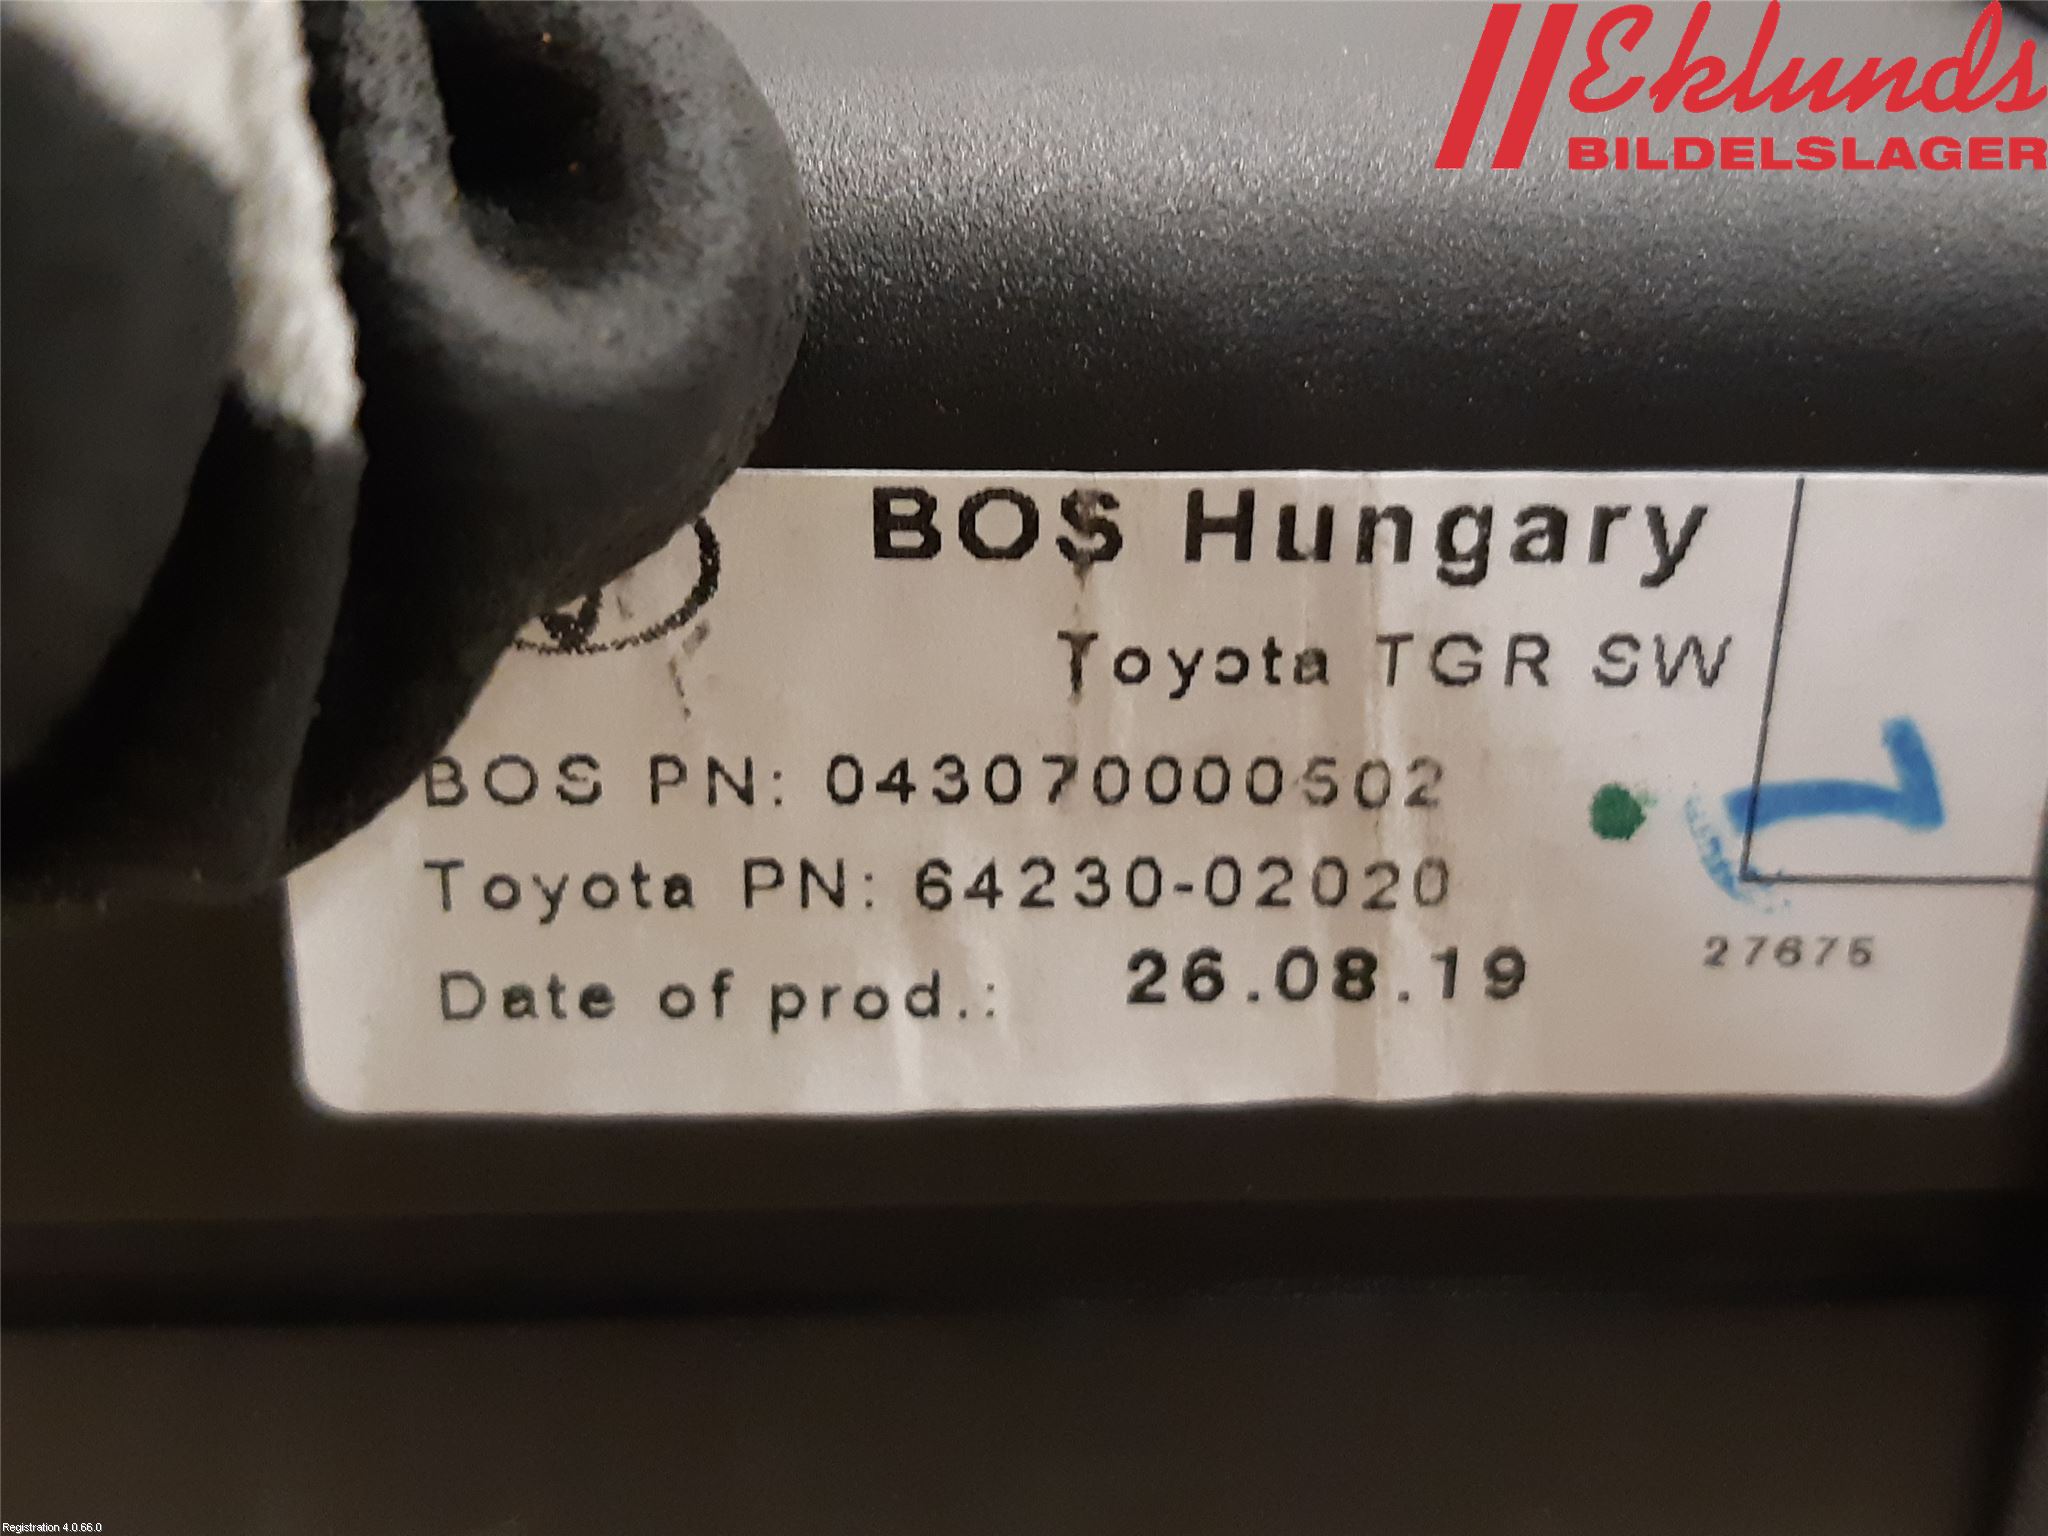 Eklunds
BILDELSLAGER
BOS Hungary
Toyota TGR SW
BOS PN: 043070000502
Toyota PN: 64230-02020
Date of prod.: 26.08.19
27675
Registration 4.0.66.0